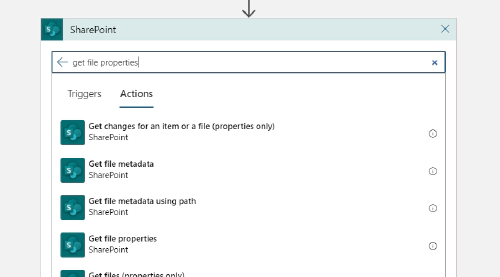 SharePoint
get file properties
Triggers
Actions
Get changes for an item or a file (properties only)
SharePoint
Get file metadata
SharePoint
Get file metadata using path
SharePoint
Get file properties
SharePoint
Get files (properties only)